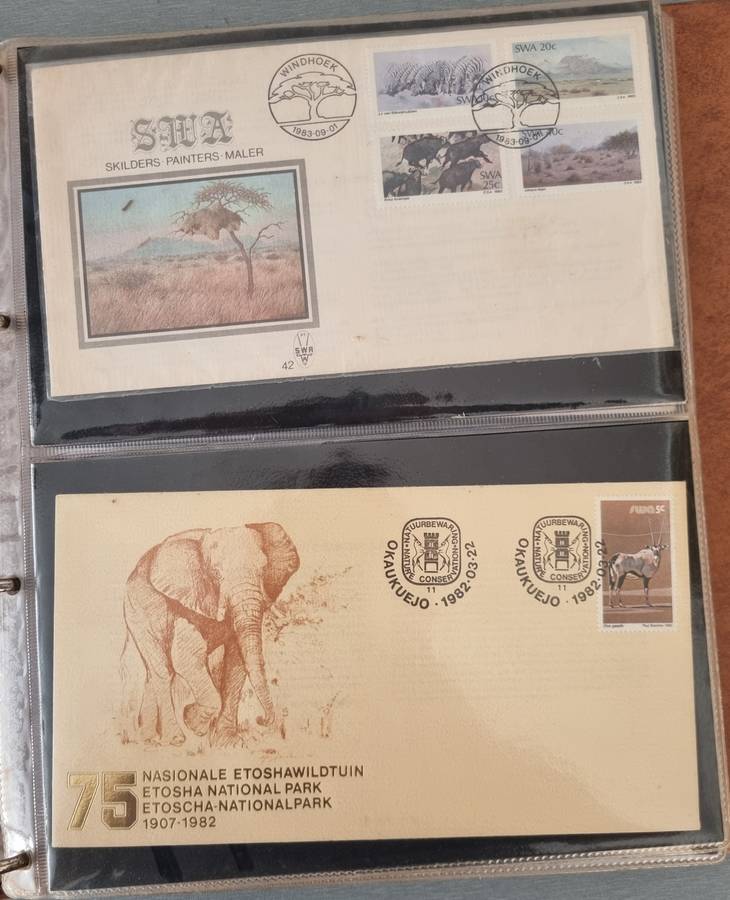 WINDHOEK
1983-09-01
SWA
SKILDERS · PAINTERS · MALER
42
SWA
SWA 20c
WINDHOEK
1983-09-01
SWA
25c
NATUURBEWARING
NATURE CONSERVATION
11
OKAUKUEJO · 1982·03·22
NATUURBEWARING
NATURE CONSERVATION
11
OKAUKUEJO · 1982·03·22
swa 5c
75
NASIONALE ETOSHAWILDTUIN
ETOSHA NATIONAL PARK
ETOSCHA-NATIONALPARK
1907-1982